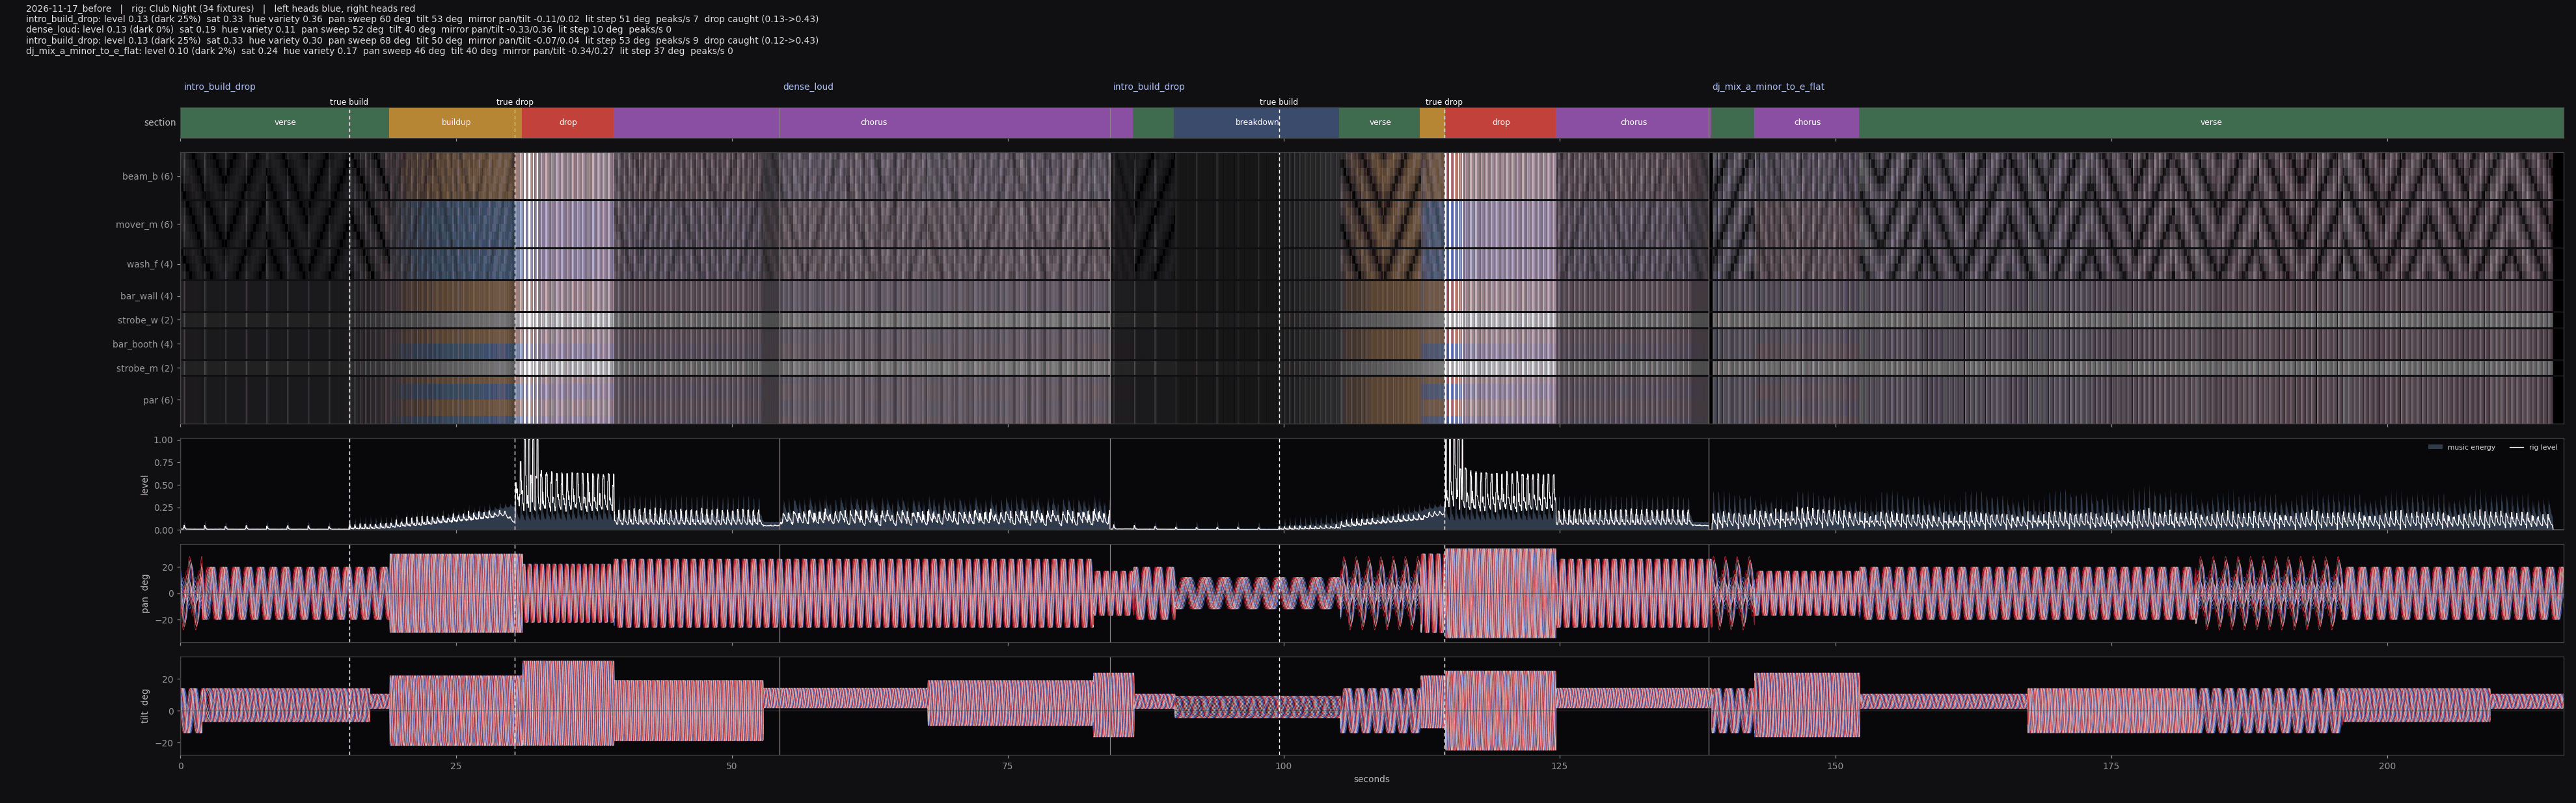 2026-11-17_before   |   rig: Club Night (34 fixtures)   |   left heads blue, right heads red
intro_build_drop: level 0.13 (dark 25%)  sat 0.33  hue variety 0.36  pan sweep 60 deg  tilt 53 deg  mirror pan/tilt -0.11/0.02  lit step 51 deg  peaks/s 7  drop caught (0.13->0.43)
dense_loud: level 0.13 (dark 0%)  sat 0.19  hue variety 0.11  pan sweep 52 deg  tilt 40 deg  mirror pan/tilt -0.33/0.36  lit step 10 deg  peaks/s 0
intro_build_drop: level 0.13 (dark 25%)  sat 0.33  hue variety 0.30  pan sweep 68 deg  tilt 50 deg  mirror pan/tilt -0.07/0.04  lit step 53 deg  peaks/s 9  drop caught (0.12->0.43)
dj_mix_a_minor_to_e_flat: level 0.10 (dark 2%)  sat 0.24  hue variety 0.17  pan sweep 46 deg  tilt 40 deg  mirror pan/tilt -0.34/0.27  lit step 37 deg  peaks/s 0
intro_build_drop dense_loud intro_build_drop dj_mix_a_minor_to_e_flat
true build true drop true build true drop
section verse buildup drop chorus breakdown verse drop chorus chorus verse
beam_b (6)
mover_m (6)
wash_f (4)
bar_wall (4)
strobe_w (2)
bar_booth (4)
strobe_m (2)
par (6)
level
1.00
0.75
0.50
0.25
0.00
music energy rig level
pan deg
20
0
−20
tilt deg
20
0
−20
0 25 50 75 100 125 150 175 200
seconds